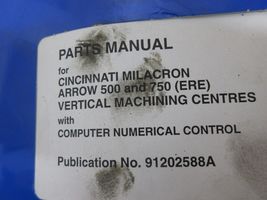 PARTS MANUAL
for
CINCINNATI MILACRON
ARROW 500 and 750 (ERE)
VERTICAL MACHINING CENTRES
with
COMPUTER NUMERICAL CONTROL
Publication No. 91202588A